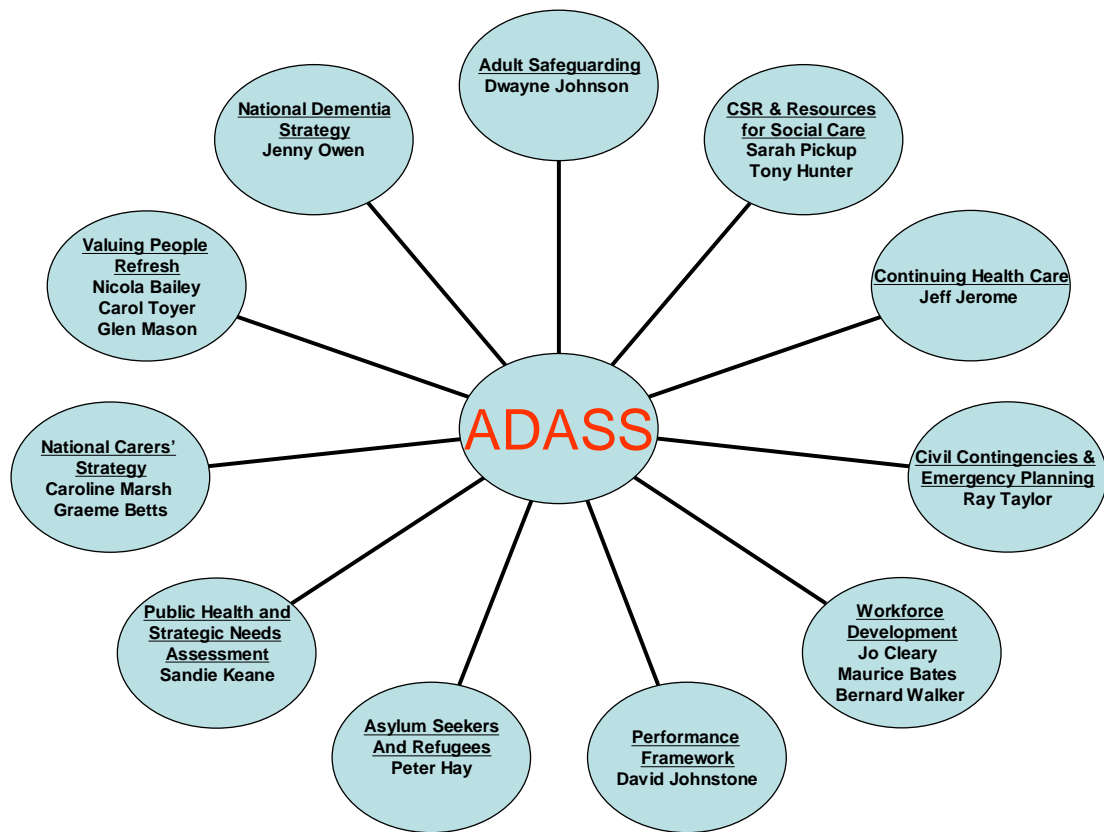 Adult Safeguarding
Dwayne Johnson
CSR & Resources
for Social Care
Sarah Pickup
Tony Hunter
Continuing Health Care
Jeff Jerome
Civil Contingencies &
Emergency Planning
Ray Taylor
Workforce
Development
Jo Cleary
Maurice Bates
Bernard Walker
Performance
Framework
David Johnstone
Asylum Seekers
And Refugees
Peter Hay
Public Health and
Strategic Needs
Assessment
Sandie Keane
National Carers’
Strategy
Caroline Marsh
Graeme Betts
Valuing People
Refresh
Nicola Bailey
Carol Toyer
Glen Mason
National Dementia
Strategy
Jenny Owen
ADASS